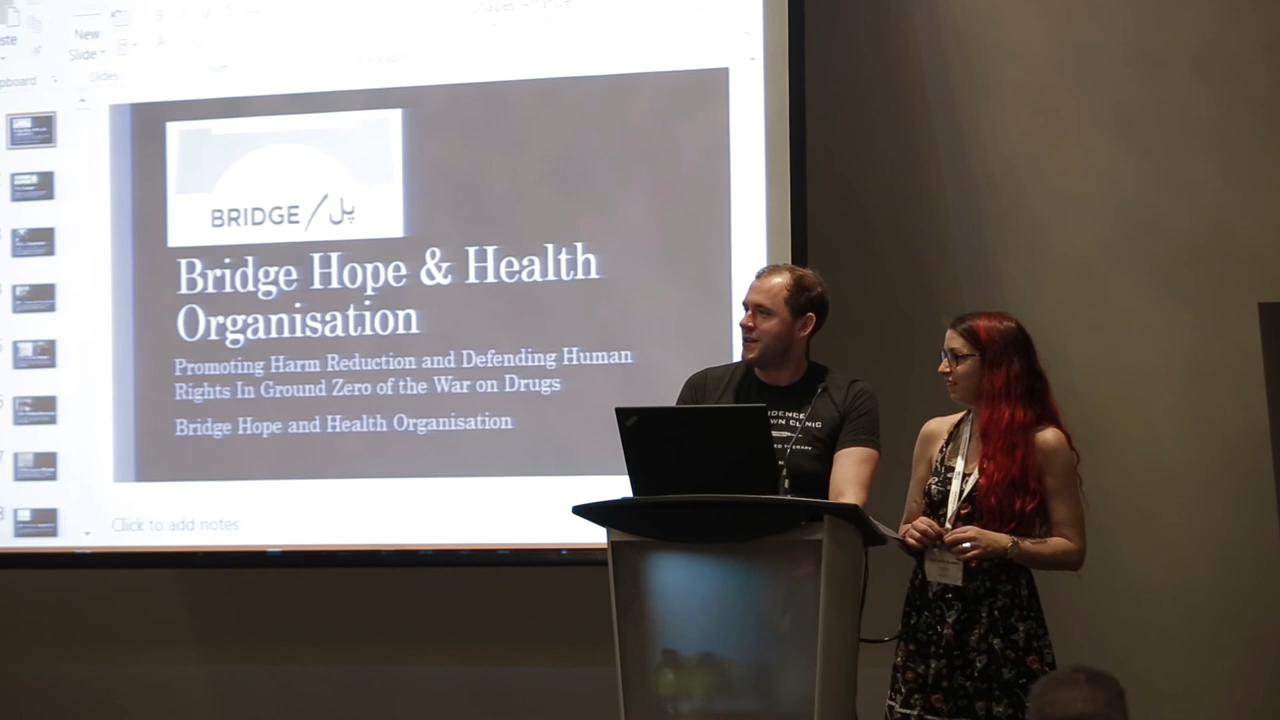 New
Slide
Slides
BRIDGE / پل
Bridge Hope & Health
Organisation
Promoting Harm Reduction and Defending Human
Rights In Ground Zero of the War on Drugs
Bridge Hope and Health Organisation
Click to add notes